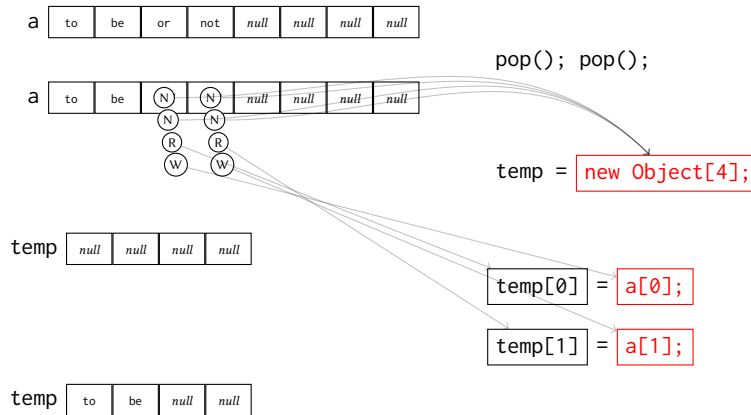 a to be or not null null null null
pop(); pop();
a to be N N null null null null
N N
R R
W W
temp = new Object[4];
temp null null null null
temp[0] = a[0];
temp[1] = a[1];
temp to be null null